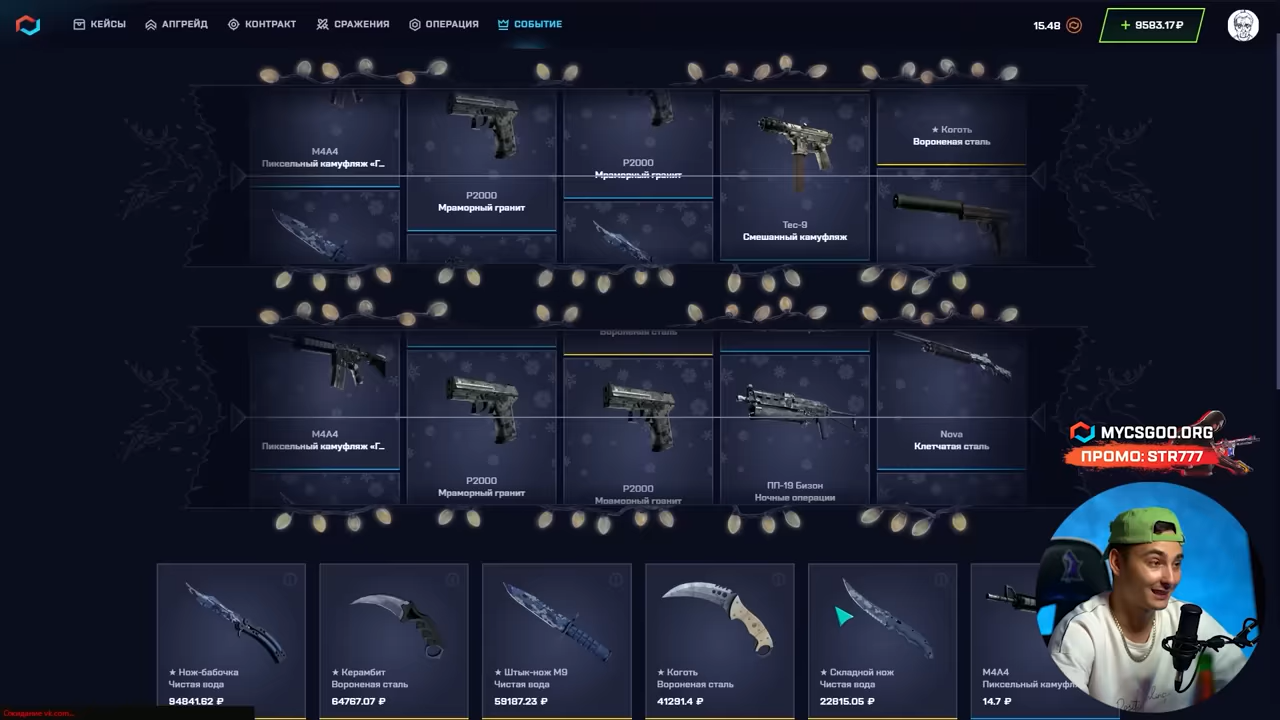 КЕЙСЫ
АПГРЕЙД
КОНТРАКТ
СРАЖЕНИЯ
ОПЕРАЦИЯ
СОБЫТИЕ
15.48
+ 9583.17 ₽
M4A4
Пиксельный камуфляж «Г...
P2000
Мраморный гранит
P2000
Мраморный гранит
Tec-9
Смешанный камуфляж
★ Коготь
Вороненая сталь
Вороненая сталь
M4A4
Пиксельный камуфляж «Г...
P2000
Мраморный гранит
P2000
Мраморный гранит
ПП-19 Бизон
Ночные операции
Nova
Клетчатая сталь
MYCSGOO.ORG
ПРОМО: STR777
★ Нож-бабочка
Чистая вода
94841.62 ₽
★ Керамбит
Вороненая сталь
64767.07 ₽
★ Штык-нож M9
Чистая вода
59187.23 ₽
★ Коготь
Вороненая сталь
41291.4 ₽
★ Складной нож
Чистая вода
22815.05 ₽
M4A4
Пиксельный камуфл
14.7 ₽
Ожидание vk.com...